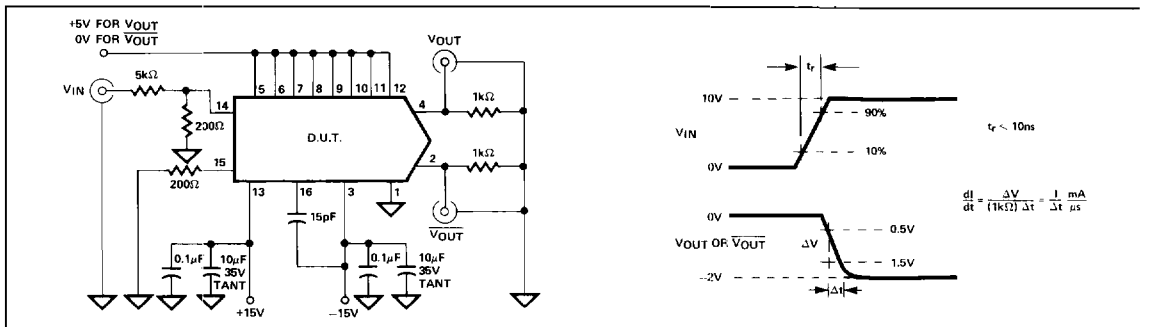 +5V FOR VOUT
0V FOR VOUT
VIN
5kΩ
14
5 6 7 8 9 10 11 12
VOUT
4
1kΩ
200Ω
D.U.T.
15
200Ω
2
1kΩ
13
16
3
1
15pF
VOUT
0.1µF
10µF
35V
TANT
0.1µF
10µF
35V
TANT
+15V
–15V
tr
10V
90%
VIN
tr < 10ns
10%
0V
dI/dt = ΔV/(1kΩ) Δt = I/Δt mA/µs
0V
0.5V
VOUT OR VOUT
ΔV
1.5V
–2V
Δt